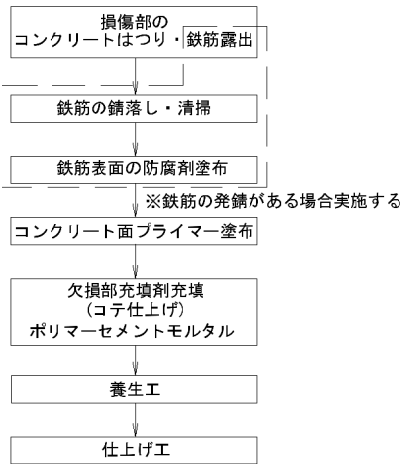 損傷部の
コンクリートはつり・鉄筋露出
鉄筋の錆落し・清掃
鉄筋表面の防腐剤塗布
※鉄筋の発錆がある場合実施する
コンクリート面プライマー塗布
欠損部充填剤充填
(コテ仕上げ)
ポリマーセメントモルタル
養生工
仕上げ工